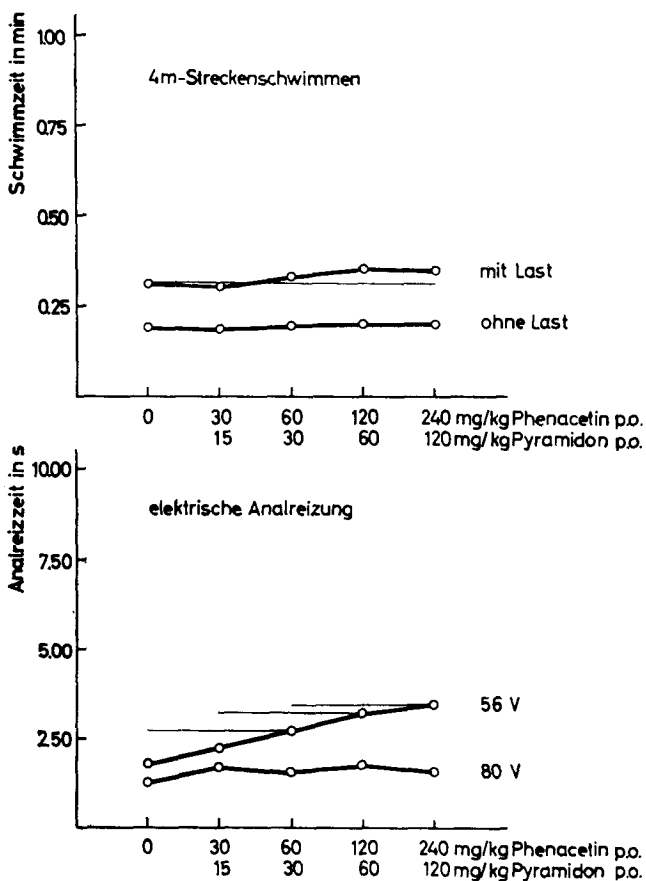 Schwimmzeit in min
1.00
0.75
0.50
0.25
4m-Streckenschwimmen
mit Last
ohne Last
0 30 60 120 240 mg/kg Phenacetin p.o.
15 30 60 120 mg/kg Pyramidon p.o.
Analreizzeit in s
10.00
7.50
5.00
2.50
elektrische Analreizung
56 V
80 V
0 30 60 120 240 mg/kg Phenacetin p.o.
15 30 60 120 mg/kg Pyramidon p.o.